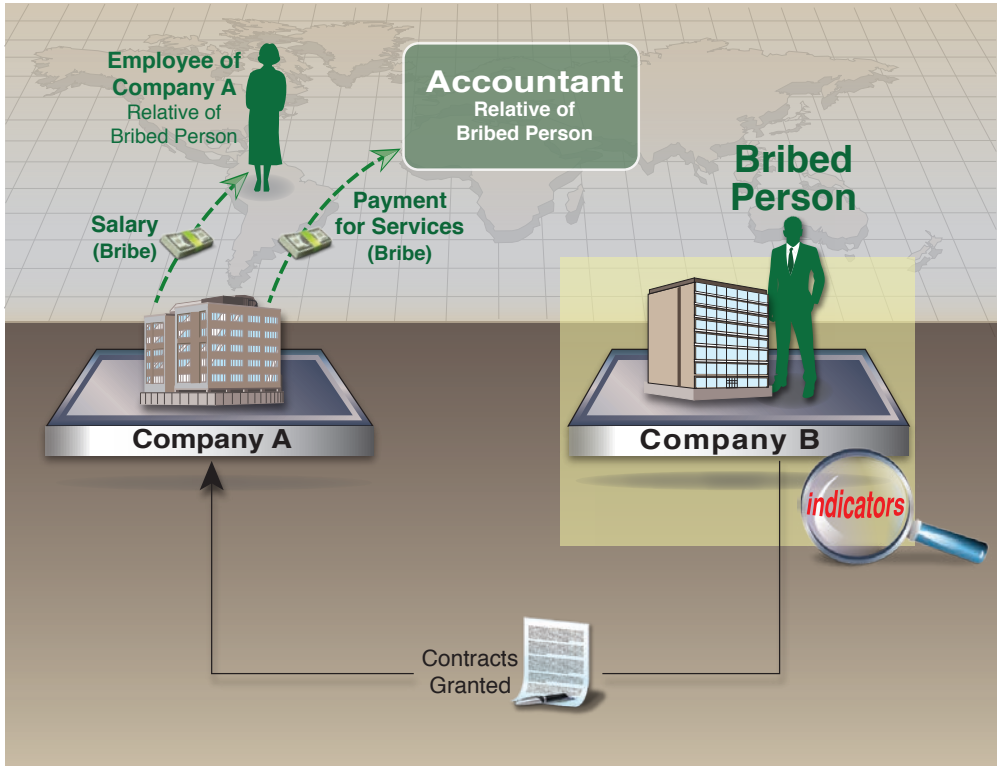 Employee of
Company A
Relative of
Bribed Person
Accountant
Relative of
Bribed Person
Bribed
Person
Salary
(Bribe)
Payment
for Services
(Bribe)
Company A
Company B
indicators
Contracts
Granted